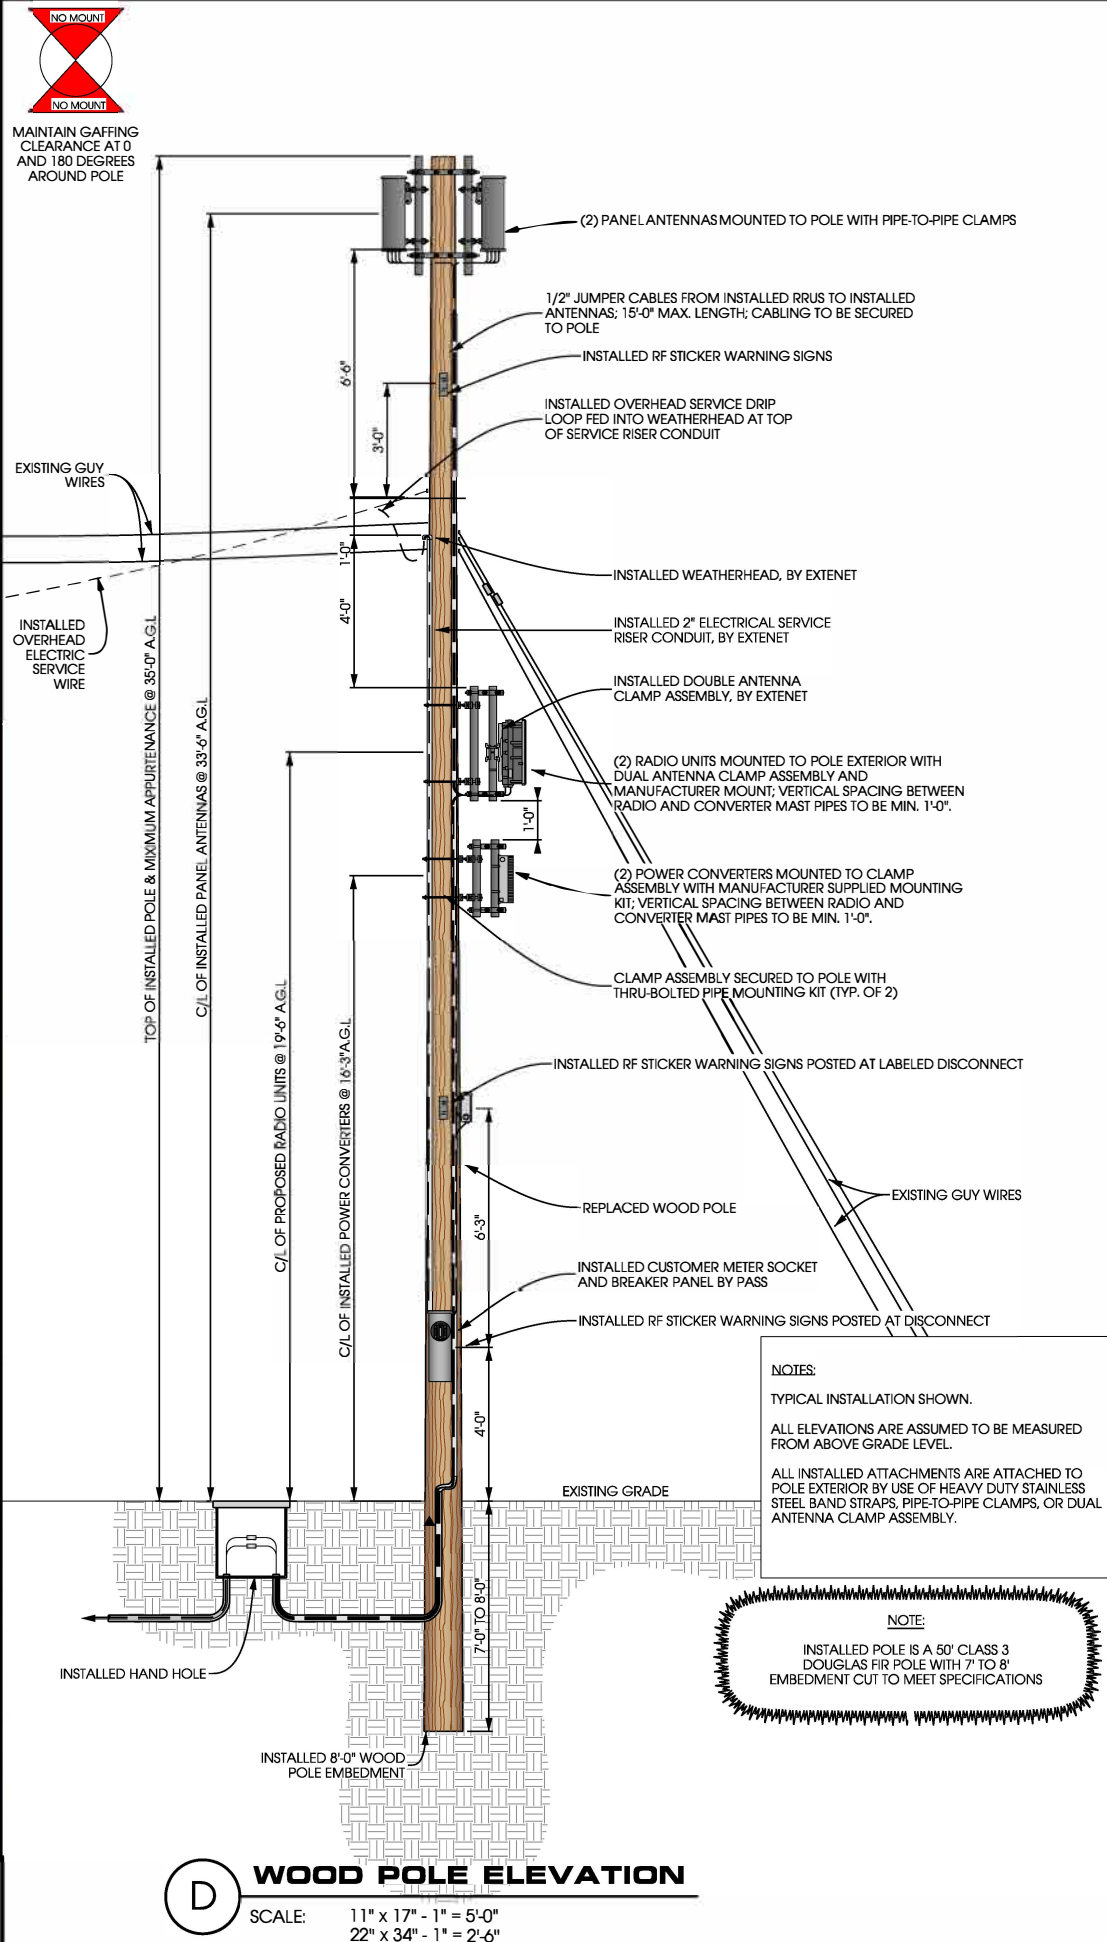 NO MOUNT
NO MOUNT
MAINTAIN GAFFING
CLEARANCE AT 0
AND 180 DEGREES
AROUND POLE
(2) PANEL ANTENNAS MOUNTED TO POLE WITH PIPE-TO-PIPE CLAMPS
1/2" JUMPER CABLES FROM INSTALLED RRUS TO INSTALLED
ANTENNAS; 15'-0" MAX. LENGTH; CABLING TO BE SECURED
TO POLE
INSTALLED RF STICKER WARNING SIGNS
6'-6"
3'-0"
INSTALLED OVERHEAD SERVICE DRIP
LOOP FED INTO WEATHERHEAD AT TOP
OF SERVICE RISER CONDUIT
EXISTING GUY
WIRES
1'-0"
4'-0"
INSTALLED WEATHERHEAD, BY EXTENET
INSTALLED
OVERHEAD
ELECTRIC
SERVICE
WIRE
INSTALLED 2" ELECTRICAL SERVICE
RISER CONDUIT, BY EXTENET
INSTALLED DOUBLE ANTENNA
CLAMP ASSEMBLY, BY EXTENET
TOP OF INSTALLED POLE & MIXIMUM APPURTENANCE @ 35'-0" A.G.L
C/L OF INSTALLED PANEL ANTENNAS @ 33'-6" A.G.L
C/L OF PROPOSED RADIO UNITS @ 19'-6" A.G.L
C/L OF INSTALLED POWER CONVERTERS @ 16'-3"A.G.L
(2) RADIO UNITS MOUNTED TO POLE EXTERIOR WITH
DUAL ANTENNA CLAMP ASSEMBLY AND
MANUFACTURER MOUNT; VERTICAL SPACING BETWEEN
RADIO AND CONVERTER MAST PIPES TO BE MIN. 1'-0".
1'-0"
(2) POWER CONVERTERS MOUNTED TO CLAMP
ASSEMBLY WITH MANUFACTURER SUPPLIED MOUNTING
KIT; VERTICAL SPACING BETWEEN RADIO AND
CONVERTER MAST PIPES TO BE MIN. 1'-0".
CLAMP ASSEMBLY SECURED TO POLE WITH
THRU-BOLTED PIPE MOUNTING KIT (TYP. OF 2)
INSTALLED RF STICKER WARNING SIGNS POSTED AT LABELED DISCONNECT
EXISTING GUY WIRES
REPLACED WOOD POLE
6'-3"
INSTALLED CUSTOMER METER SOCKET
AND BREAKER PANEL BY PASS
INSTALLED RF STICKER WARNING SIGNS POSTED AT DISCONNECT
4'-0"
NOTES:
TYPICAL INSTALLATION SHOWN.
ALL ELEVATIONS ARE ASSUMED TO BE MEASURED
FROM ABOVE GRADE LEVEL.
ALL INSTALLED ATTACHMENTS ARE ATTACHED TO
POLE EXTERIOR BY USE OF HEAVY DUTY STAINLESS
STEEL BAND STRAPS, PIPE-TO-PIPE CLAMPS, OR DUAL
ANTENNA CLAMP ASSEMBLY.
EXISTING GRADE
7'-0" TO 8'-0"
NOTE:
INSTALLED POLE IS A 50' CLASS 3
DOUGLAS FIR POLE WITH 7' TO 8'
EMBEDMENT CUT TO MEET SPECIFICATIONS
INSTALLED HAND HOLE
INSTALLED 8'-0" WOOD
POLE EMBEDMENT
D
WOOD POLE ELEVATION
SCALE: 11" x 17" - 1" = 5'-0"
22" x 34" - 1" = 2'-6"